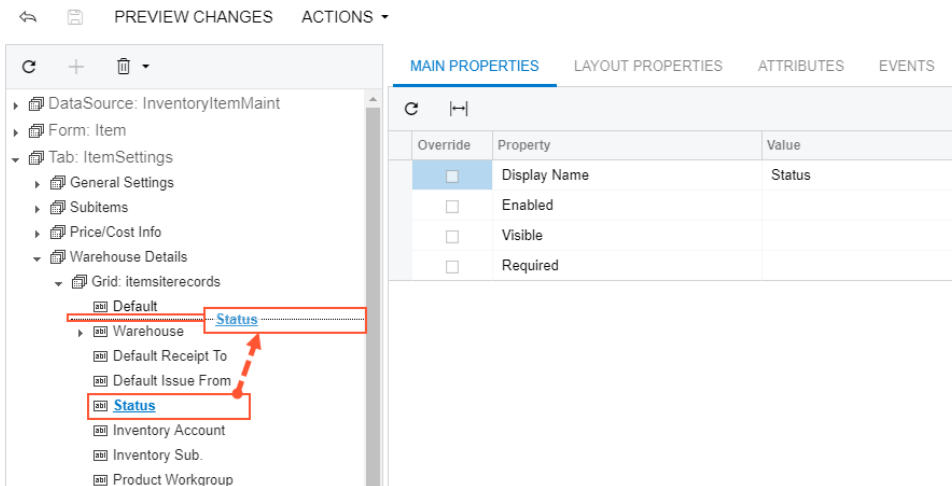 PREVIEW CHANGES ACTIONS
MAIN PROPERTIES LAYOUT PROPERTIES ATTRIBUTES EVENTS
DataSource: InventoryItemMaint
Form: Item
Tab: ItemSettings
General Settings
Subitems
Price/Cost Info
Warehouse Details
Grid: itemsiterecords
Default
Status
Warehouse
Default Receipt To
Default Issue From
Status
Inventory Account
Inventory Sub.
Product Workgroup
Override Property Value
Display Name Status
Enabled
Visible
Required